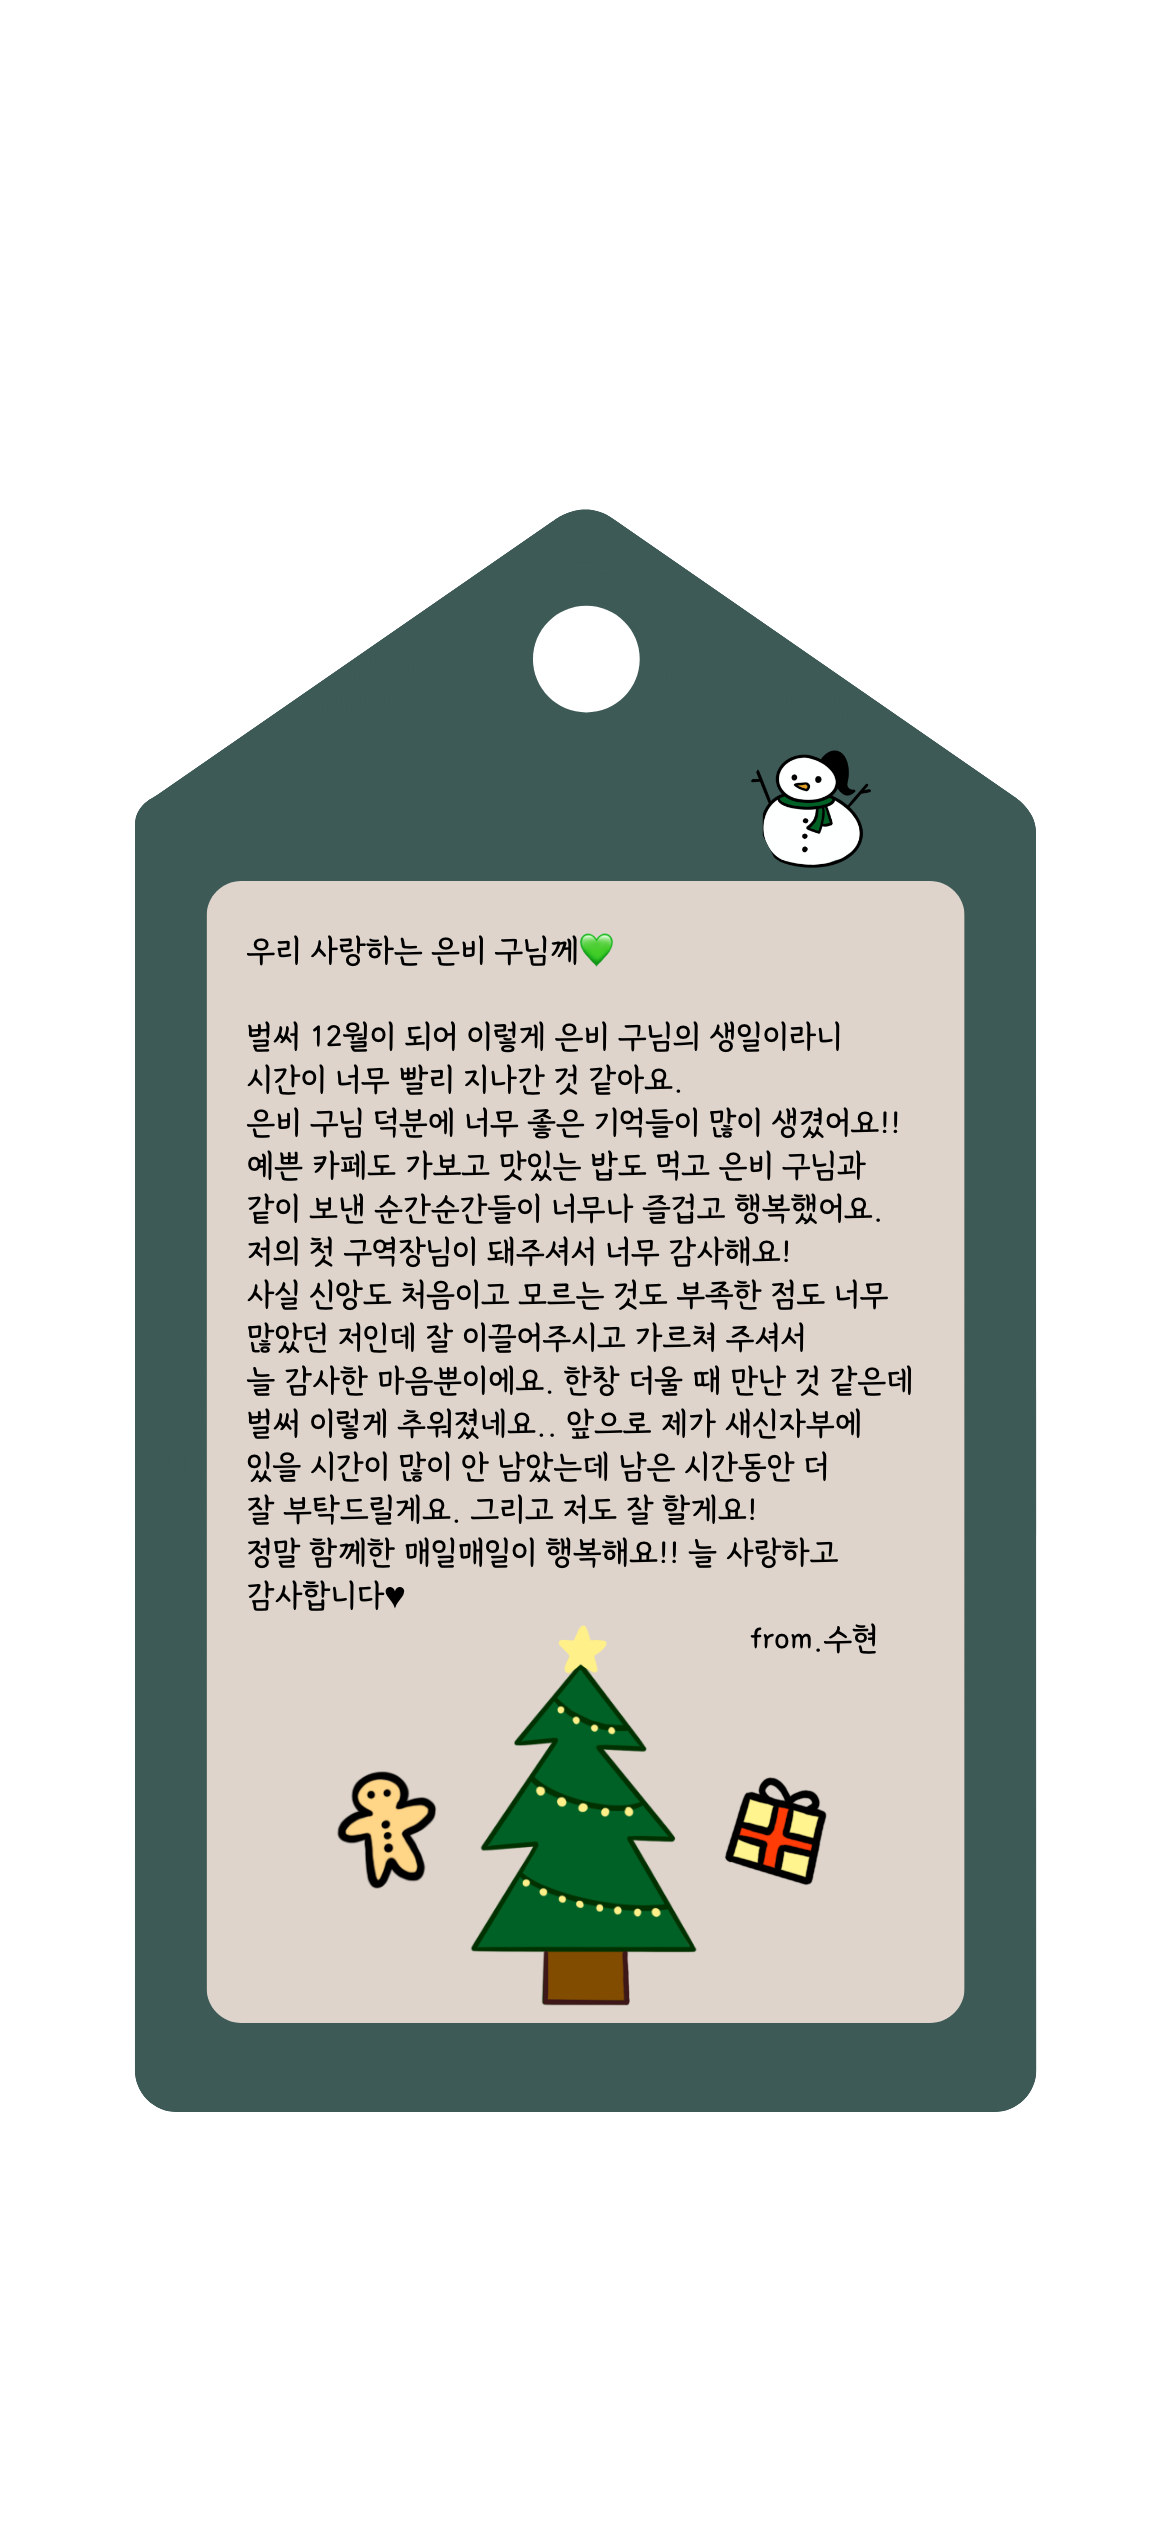 우리 사랑하는 은비 구님께💚
벌써 12월이 되어 이렇게 은비 구님의 생일이라니
시간이 너무 빨리 지나간 것 같아요.
은비 구님 덕분에 너무 좋은 기억들이 많이 생겼어요!!
예쁜 카페도 가보고 맛있는 밥도 먹고 은비 구님과
같이 보낸 순간순간들이 너무나 즐겁고 행복했어요.
저의 첫 구역장님이 돼주셔서 너무 감사해요!
사실 신앙도 처음이고 모르는 것도 부족한 점도 너무
많았던 저인데 잘 이끌어주시고 가르쳐 주셔서
늘 감사한 마음뿐이에요. 한창 더울 때 만난 것 같은데
벌써 이렇게 추워졌네요.. 앞으로 제가 새신자부에
있을 시간이 많이 안 남았는데 남은 시간동안 더
잘 부탁드릴게요. 그리고 저도 잘 할게요!
정말 함께한 매일매일이 행복해요!! 늘 사랑하고
감사합니다♥
from.수현